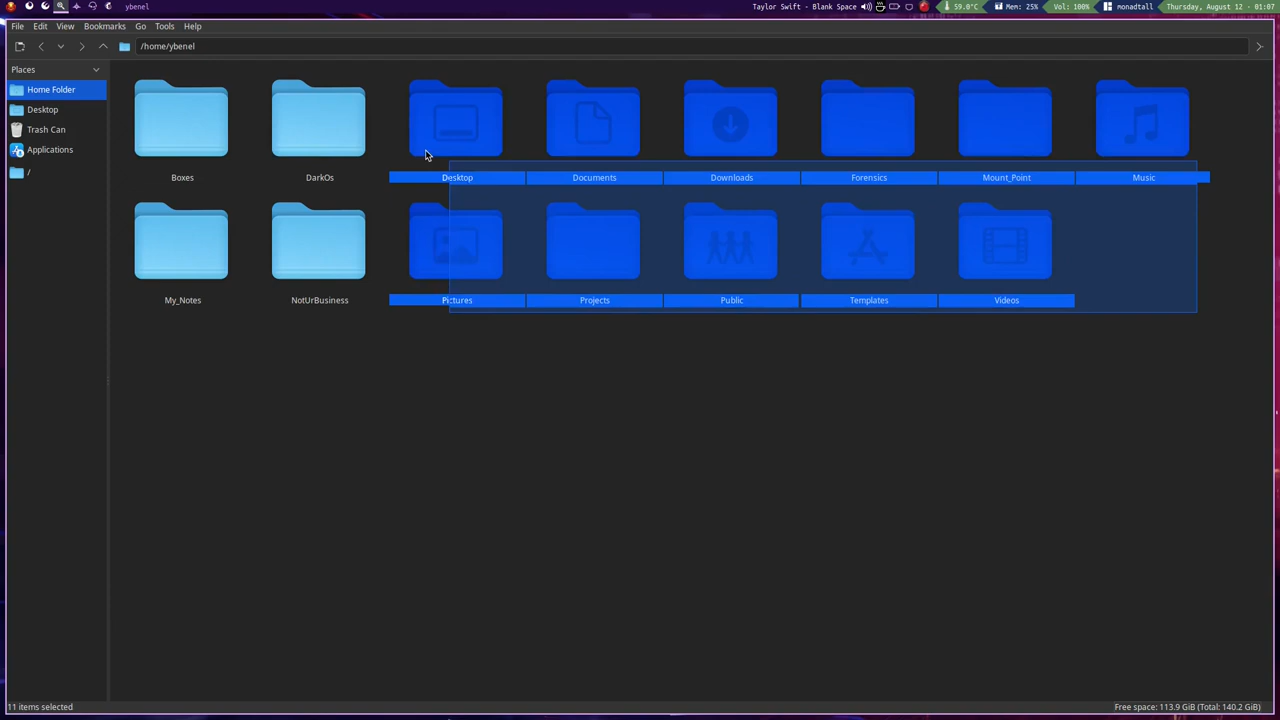 ybenel
Taylor Swift - Blank Space
59.0°C
Mem: 25%
Vol: 100%
monadtall
Thursday, August 12 - 01:07
File Edit View Bookmarks Go Tools Help
/home/ybenel
Places
Home Folder
Desktop
Trash Can
Applications
/
Boxes
DarkOs
Desktop
Documents
Downloads
Forensics
Mount_Point
Music
My_Notes
NotUrBusiness
Pictures
Projects
Public
Templates
Videos
11 items selected
Free space: 113.9 GiB (Total: 140.2 GiB)